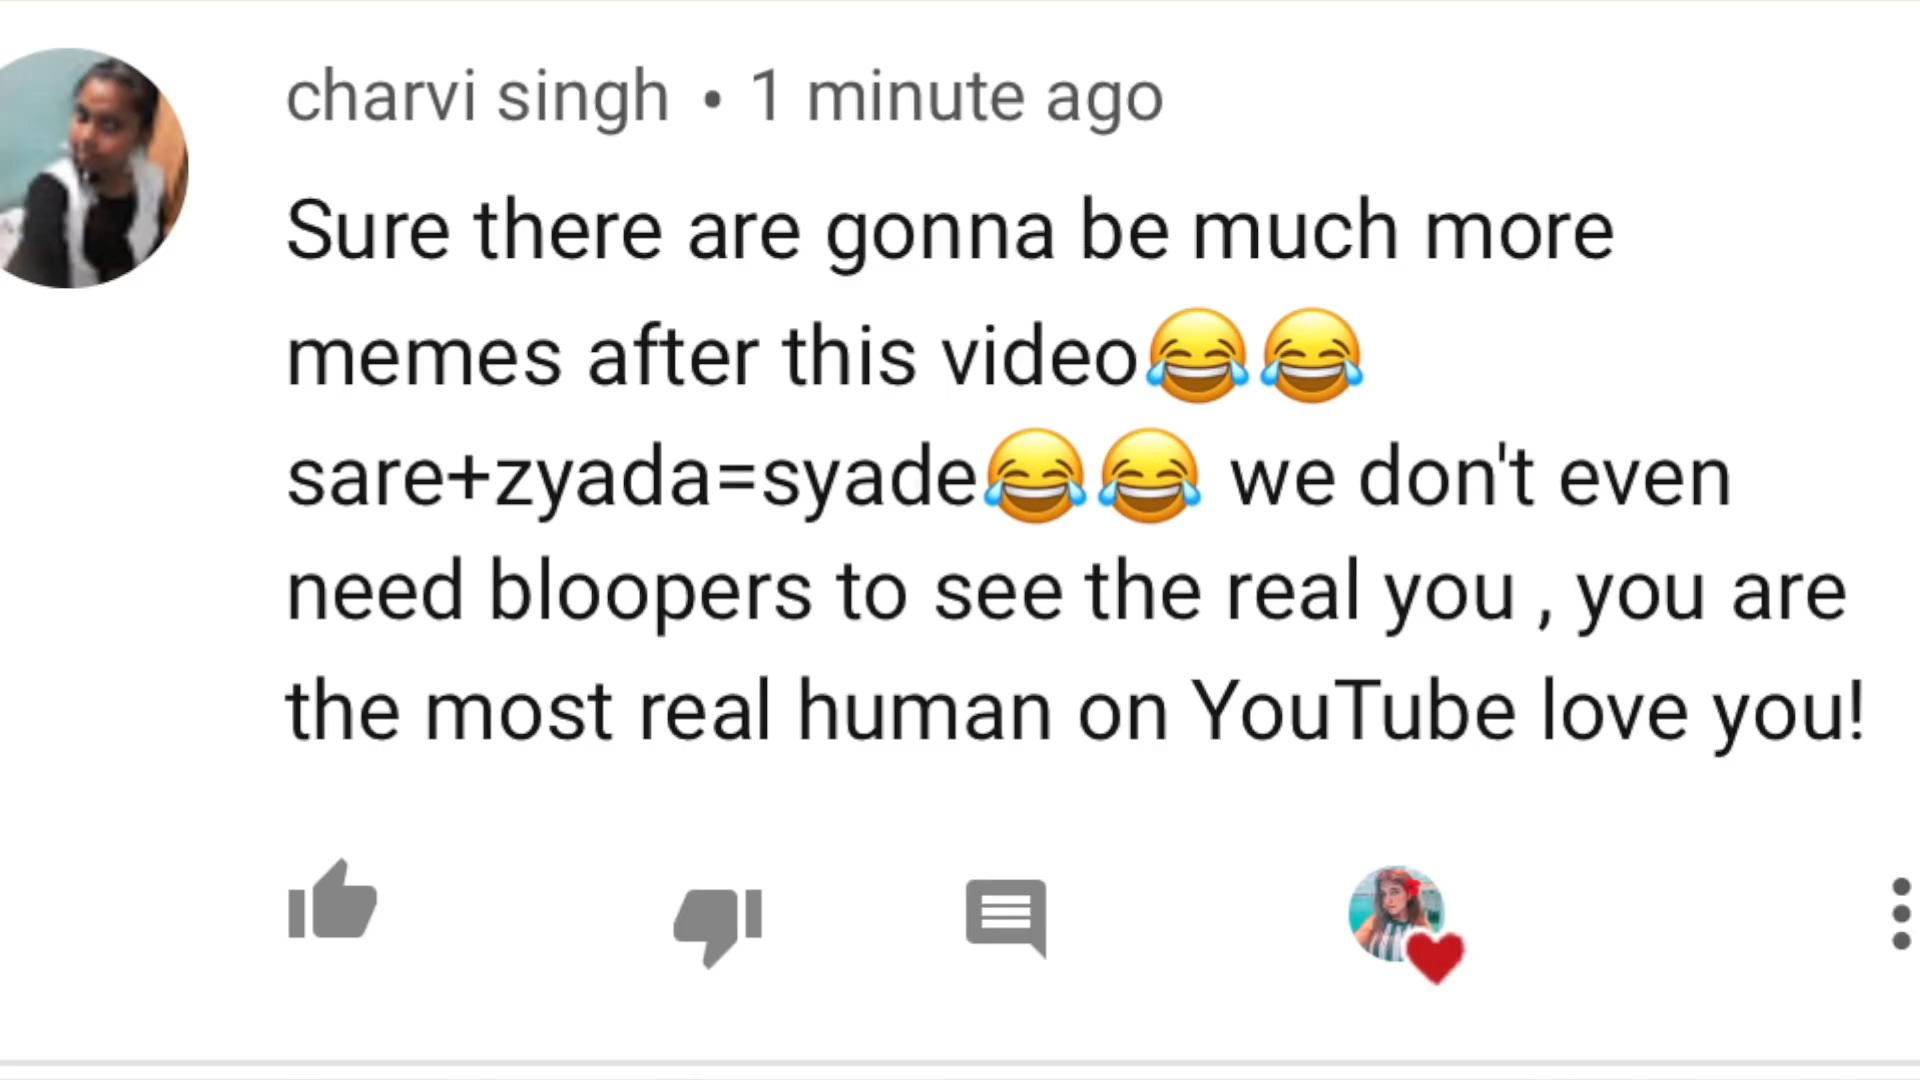 charvi singh • 1 minute ago
Sure there are gonna be much more
memes after this video😂😂
sare+zyada=syade😂😂 we don't even
need bloopers to see the real you , you are
the most real human on YouTube love you!